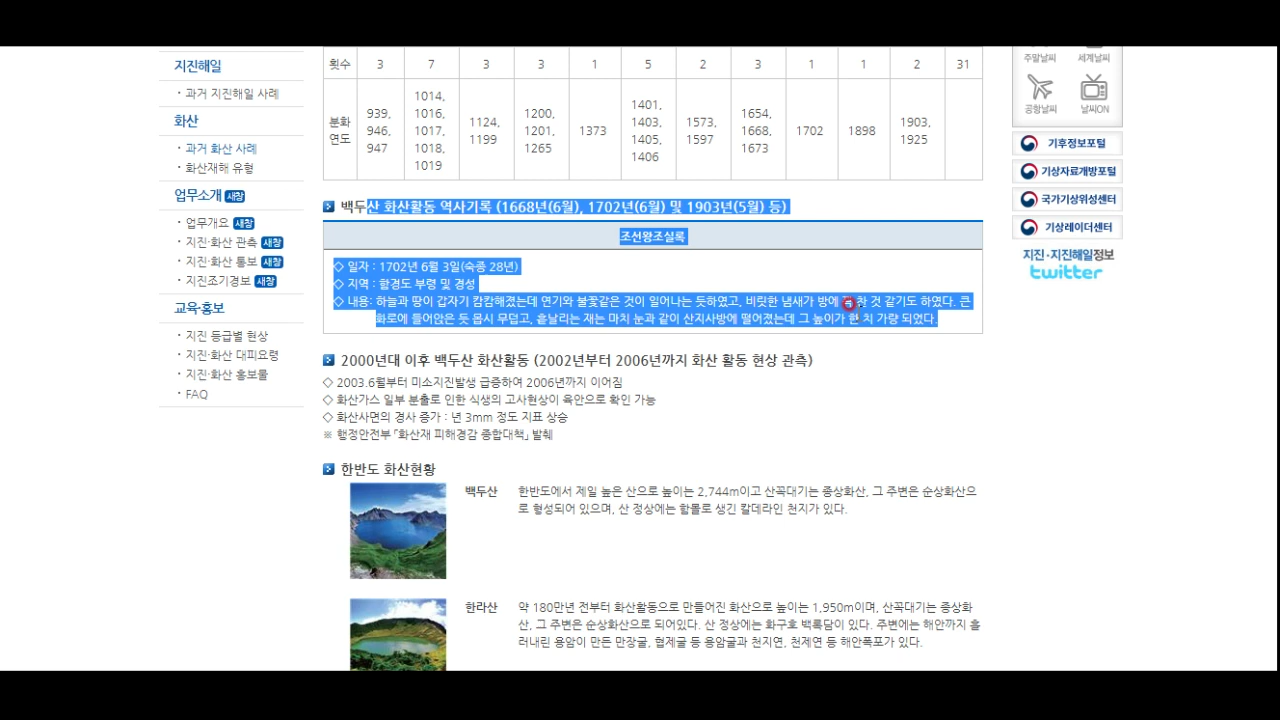 지진해일
· 과거 지진해일 사례
화산
· 과거 화산 사례
· 화산재해 유형
업무소개 새창
· 업무개요 새창
· 지진·화산 관측 새창
· 지진·화산 통보 새창
· 지진조기경보 새창
교육·홍보
· 지진 등급별 현상
· 지진·화산 대피요령
· 지진·화산 홍보물
· FAQ
횟수 3 7 3 3 1 5 2 3 1 1 2 31
분화
연도
939,
946,
947
1014,
1016,
1017,
1018,
1019
1124,
1199
1200,
1201,
1265
1373
1401,
1403,
1405,
1406
1573,
1597
1654,
1668,
1673
1702
1898
1903,
1925
백두산 화산활동 역사기록 (1668년(6월), 1702년(6월) 및 1903년(5월) 등)
조선왕조실록
◇ 일자 : 1702년 6월 3일(숙종 28년)
◇ 지역 : 함경도 부령 및 경성
◇ 내용: 하늘과 땅이 갑자기 캄캄해졌는데 연기와 불꽃같은 것이 일어나는 듯하였고, 비릿한 냄새가 방에 꽉 찬 것 같기도 하였다. 큰
화로에 들어앉은 듯 몹시 무덥고, 흩날리는 재는 마치 눈과 같이 산지사방에 떨어졌는데 그 높이가 한 치 가량 되었다.
2000년대 이후 백두산 화산활동 (2002년부터 2006년까지 화산 활동 현상 관측)
◇ 2003.6월부터 미소지진발생 급증하여 2006년까지 이어짐
◇ 화산가스 일부 분출로 인한 식생의 고사현상이 육안으로 확인 가능
◇ 화산사면의 경사 증가 : 년 3mm 정도 지표 상승
※ 행정안전부 「화산재 피해경감 종합대책」 발췌
한반도 화산현황
백두산
한반도에서 제일 높은 산으로 높이는 2,744m이고 산꼭대기는 종상화산, 그 주변은 순상화산으
로 형성되어 있으며, 산 정상에는 함몰로 생긴 칼데라인 천지가 있다.
한라산
약 180만년 전부터 화산활동으로 만들어진 화산으로 높이는 1,950m이며, 산꼭대기는 종상화
산, 그 주변은 순상화산으로 되어있다. 산 정상에는 화구호 백록담이 있다. 주변에는 해안까지 흘
러내린 용암이 만든 만장굴, 협제굴 등 용암굴과 천지연, 천제연 등 해안폭포가 있다.
주말날씨 세계날씨
공항날씨 날씨ON
기후정보포털
기상자료개방포털
국가기상위성센터
기상레이더센터
지진·지진해일정보
twitter